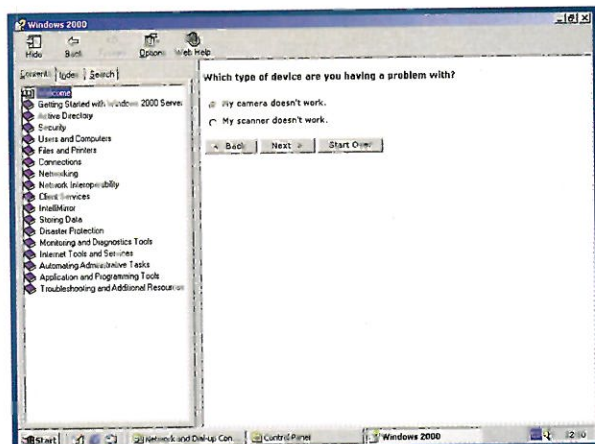 Windows 2000
Hide Back Options Web Help
Contents Index Search
Which type of device are you having a problem with?
Welcome
Getting Started with Windows 2000 Server
My camera doesn't work.
Active Directory
Security
My scanner doesn't work.
Users and Computers
Files and Printers
< Back Next > Start Over
Connections
Networking
Network Interoperability
Client Services
IntelliMirror
Storing Data
Disaster Protection
Monitoring and Diagnostics Tools
Internet Tools and Services
Automating Administrative Tasks
Application and Programming Tools
Troubleshooting and Additional Resources
Start Network and Dial-up Con... Control Panel Windows 2000